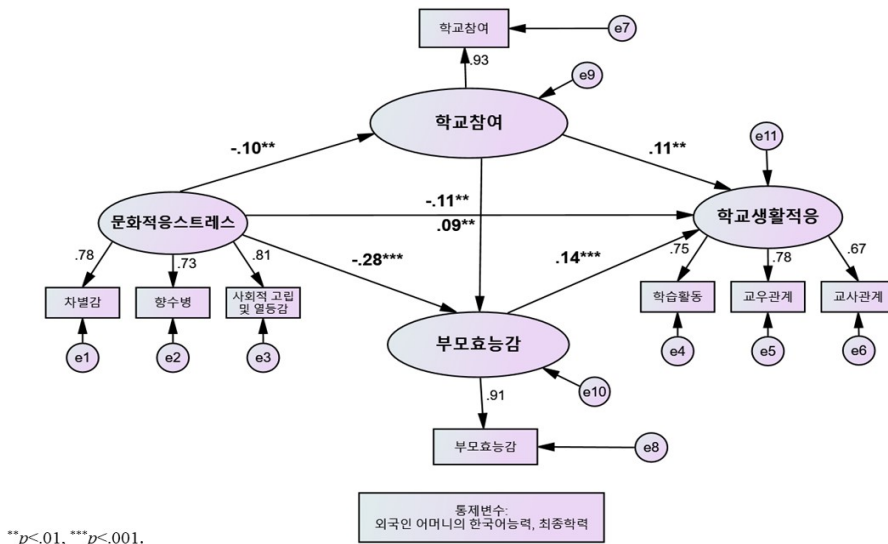 학교참여
e7
.93
e9
학교참여
-.10**
.11**
e11
문화적응스트레스
-.11**
학교생활적응
.09**
.78
.73
.81
-.28***
.14***
.75
.78
.67
차별감
향수병
사회적 고립
및 열등감
학습활동
교우관계
교사관계
e1
e2
e3
부모효능감
e4
e5
e6
e10
.91
부모효능감
e8
통제변수:
외국인 어머니의 한국어능력, 최종학력
**p<.01, ***p<.001.